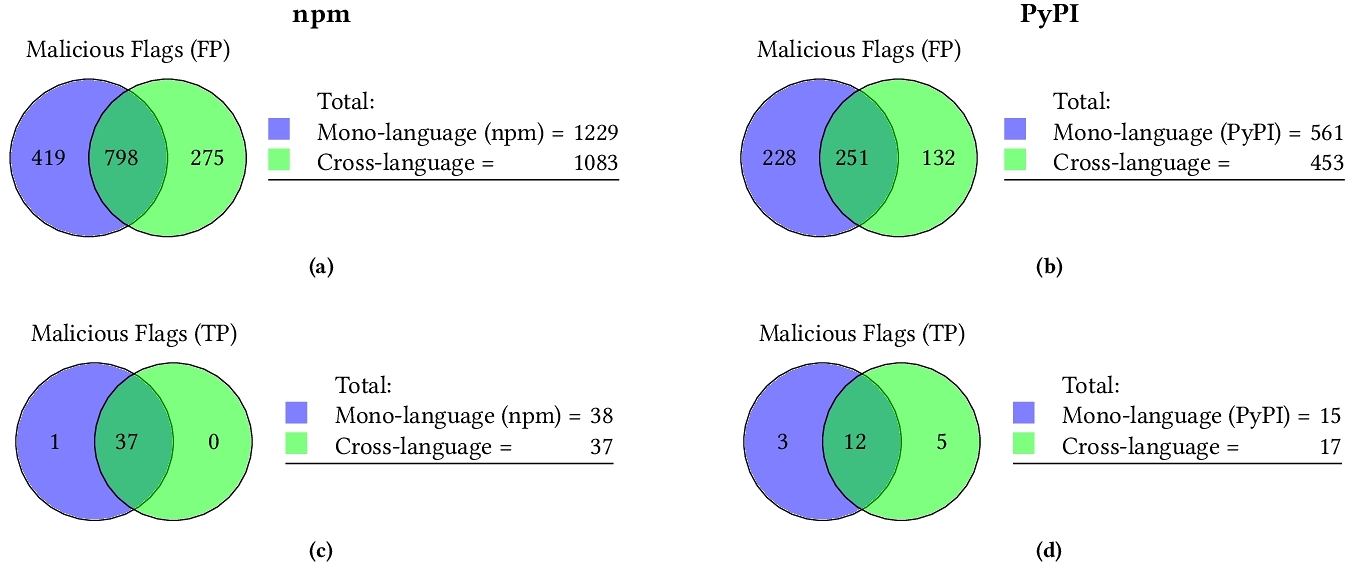 npm
Malicious Flags (FP)
419 798 275
Total:
Mono-language (npm) = 1229
Cross-language = 1083
(a)
PyPI
Malicious Flags (FP)
228 251 132
Total:
Mono-language (PyPI) = 561
Cross-language = 453
(b)
Malicious Flags (TP)
1 37 0
Total:
Mono-language (npm) = 38
Cross-language = 37
(c)
Malicious Flags (TP)
3 12 5
Total:
Mono-language (PyPI) = 15
Cross-language = 17
(d)